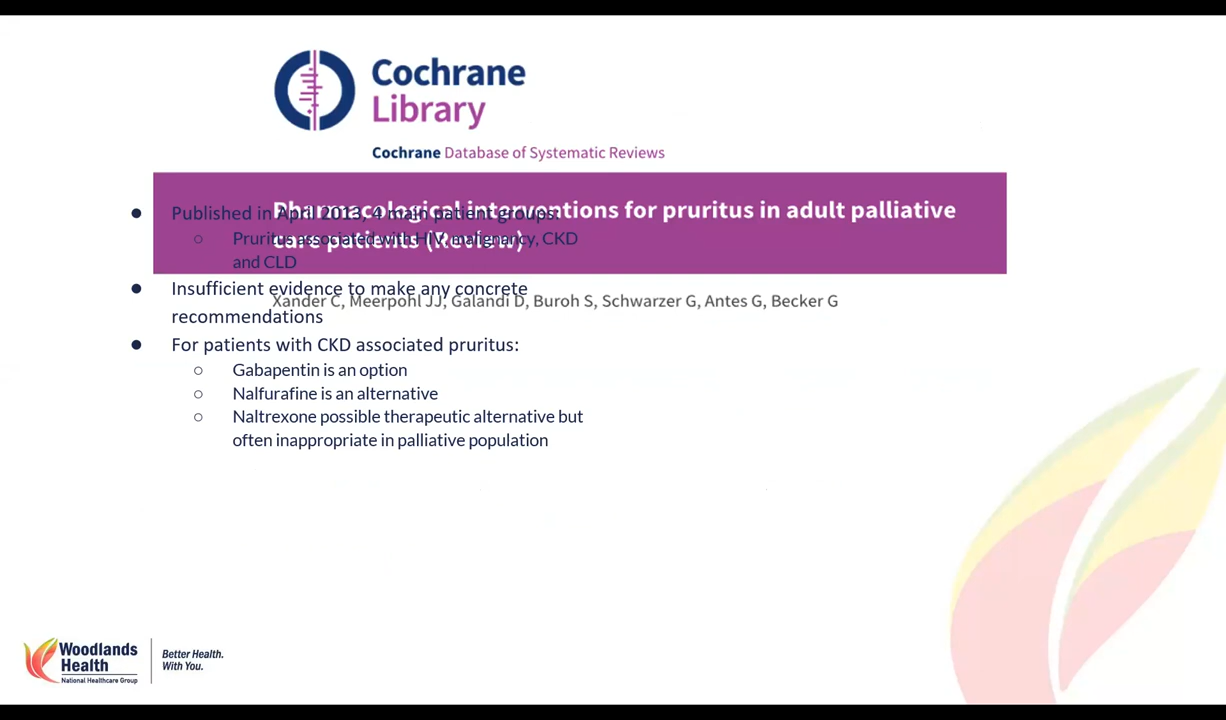 Cochrane
Library
Cochrane Database of Systematic Reviews
Pharmacological interventions for pruritus in adult palliative
care patients (Review)
Xander C, Meerpohl JJ, Galandi D, Buroh S, Schwarzer G, Antes G, Becker G
● Published in April 2013, 4 main patient groups:
○ Pruritus associated with HIV, malignancy, CKD
and CLD
● Insufficient evidence to make any concrete
recommendations
● For patients with CKD associated pruritus:
○ Gabapentin is an option
○ Nalfurafine is an alternative
○ Naltrexone possible therapeutic alternative but
often inappropriate in palliative population
Woodlands
Health
National Healthcare Group
Better Health.
With You.